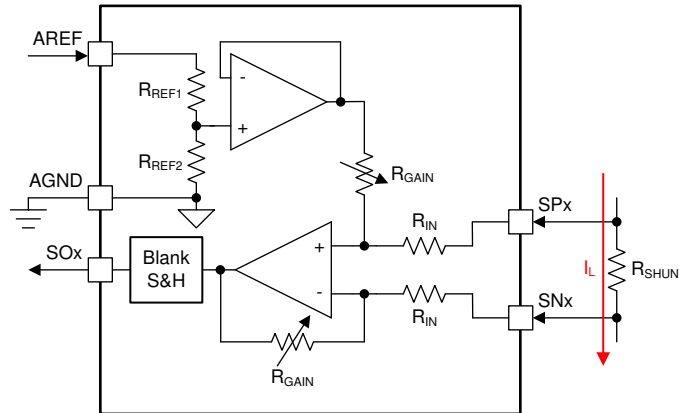 AREF
RREF1
-
+
RREF2
RGAIN
AGND
SPx
RIN
SOx
Blank
S&H
+
-
IL
RSHUN
SNx
RIN
RGAIN